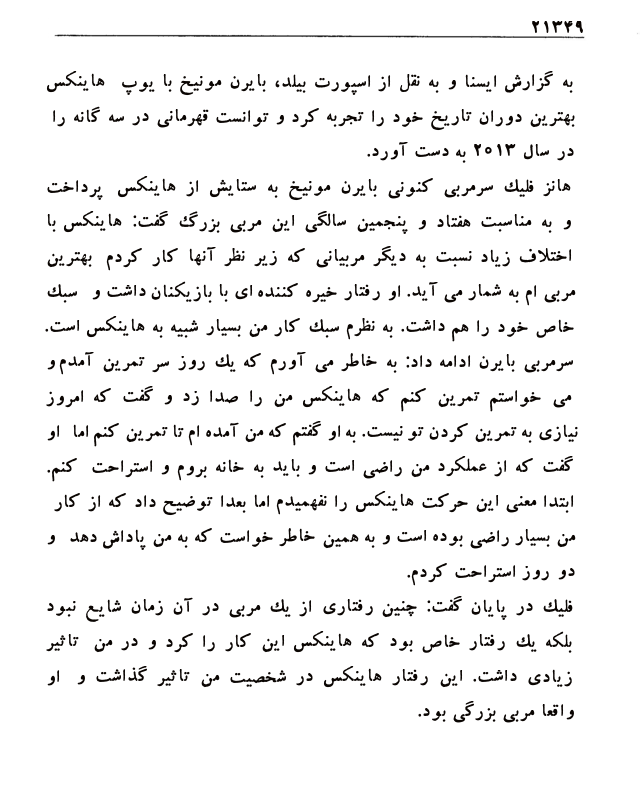 ۲۱۳۴۹
به گزارش ایسنا و به نقل از اسپورت بیلد، بایرن مونیخ با یوپ هاینکس
بهترین دوران تاریخ خود را تجربه کرد و توانست قهرمانی در سه گانه را
در سال ۲۰۱۳ به دست آورد.
هانز فلیک سرمربی کنونی بایرن مونیخ به ستایش از هاینکس پرداخت
و به مناسبت هفتاد و پنجمین سالگی این مربی بزرگ گفت: هاینکس با
اختلاف زیاد نسبت به دیگر مربیانی که زیر نظر آنها کار کردم بهترین
مربی ام به شمار می آید. او رفتار خیره کننده ای با بازیکنان داشت و سبک
خاص خود را هم داشت. به نظرم سبک کار من بسیار شبیه به هاینکس است.
سرمربی بایرن ادامه داد: به خاطر می آورم که یک روز سر تمرین آمدم و
می خواستم تمرین کنم که هاینکس من را صدا زد و گفت که امروز
نیازی به تمرین کردن تو نیست. به او گفتم که من آمده ام تا تمرین کنم اما او
گفت که از عملکرد من راضی است و باید به خانه بروم و استراحت کنم.
ابتدا معنی این حرکت هاینکس را نفهمیدم اما بعدا توضیح داد که از کار
من بسیار راضی بوده است و به همین خاطر خواست که به من پاداش دهد و
دو روز استراحت کردم.
فلیک در پایان گفت: چنین رفتاری از یک مربی در آن زمان شایع نبود
بلکه یک رفتار خاص بود که هاینکس این کار را کرد و در من تاثیر
زیادی داشت. این رفتار هاینکس در شخصیت من تاثیر گذاشت و او
واقعا مربی بزرگی بود.